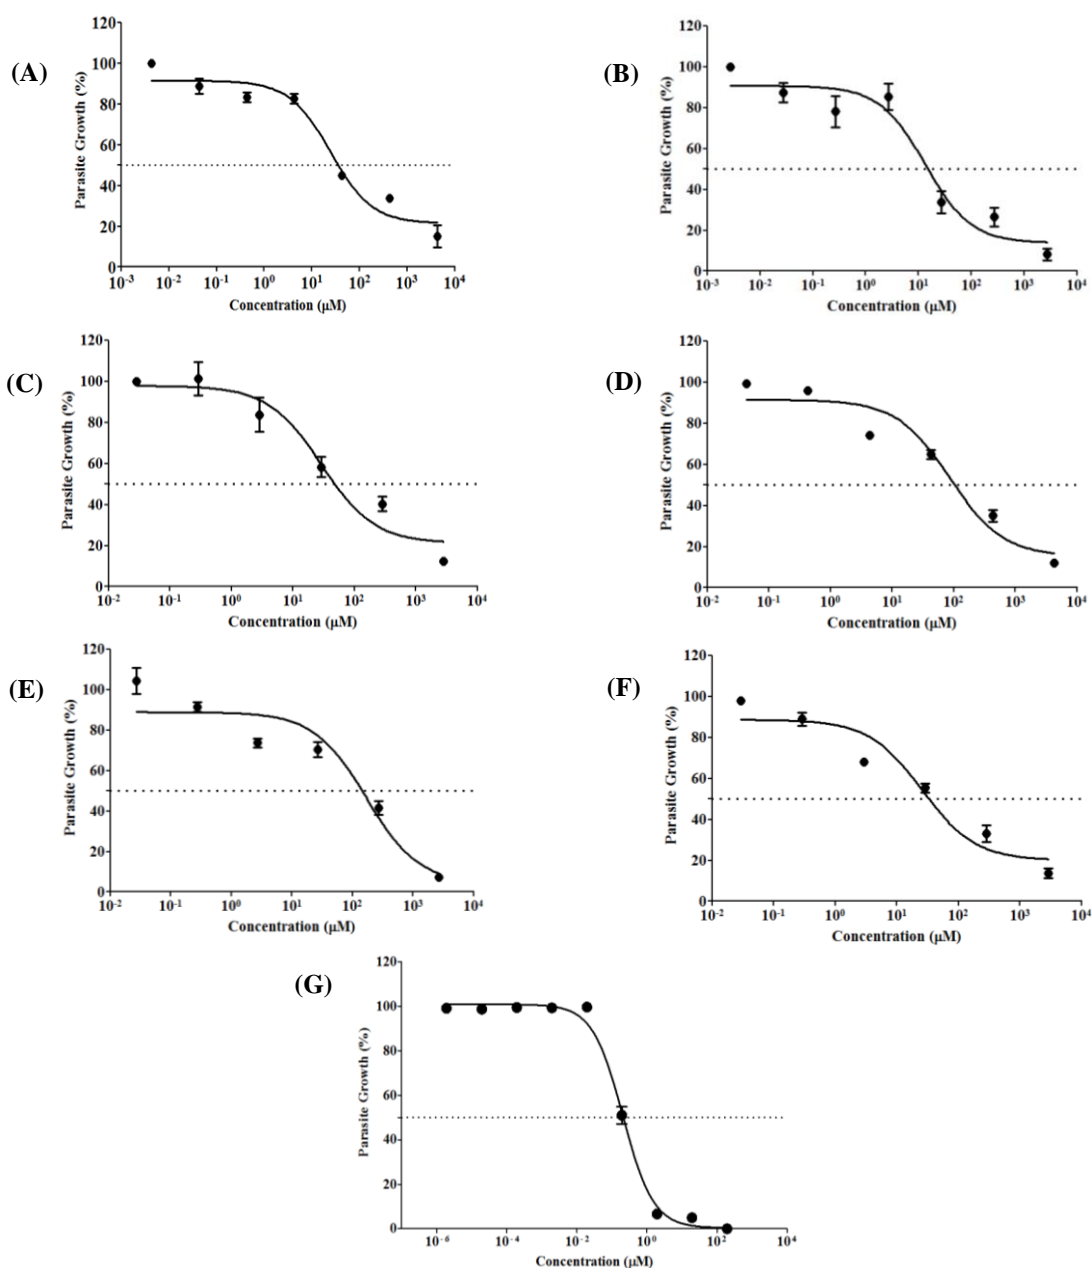 (A)
Parasite Growth (%)
120
100
80
60
40
20
0
10⁻³ 10⁻² 10⁻¹ 10⁰ 10¹ 10² 10³ 10⁴
Concentration (µM)
(B)
Parasite Growth (%)
120
100
80
60
40
20
0
10⁻³ 10⁻² 10⁻¹ 10⁰ 10¹ 10² 10³ 10⁴
Concentration (µM)
(C)
Parasite Growth (%)
120
100
80
60
40
20
0
10⁻² 10⁻¹ 10⁰ 10¹ 10² 10³ 10⁴
Concentration (µM)
(D)
Parasite Growth (%)
120
100
80
60
40
20
0
10⁻² 10⁻¹ 10⁰ 10¹ 10² 10³ 10⁴
Concentration (µM)
(E)
Parasite Growth (%)
120
100
80
60
40
20
0
10⁻² 10⁻¹ 10⁰ 10¹ 10² 10³ 10⁴
Concentration (µM)
(F)
Parasite Growth (%)
120
100
80
60
40
20
0
10⁻² 10⁻¹ 10⁰ 10¹ 10² 10³ 10⁴
Concentration (µM)
(G)
Parasite Growth (%)
120
100
80
60
40
20
0
10⁻⁶ 10⁻⁴ 10⁻² 10⁰ 10² 10⁴
Concentration (µM)